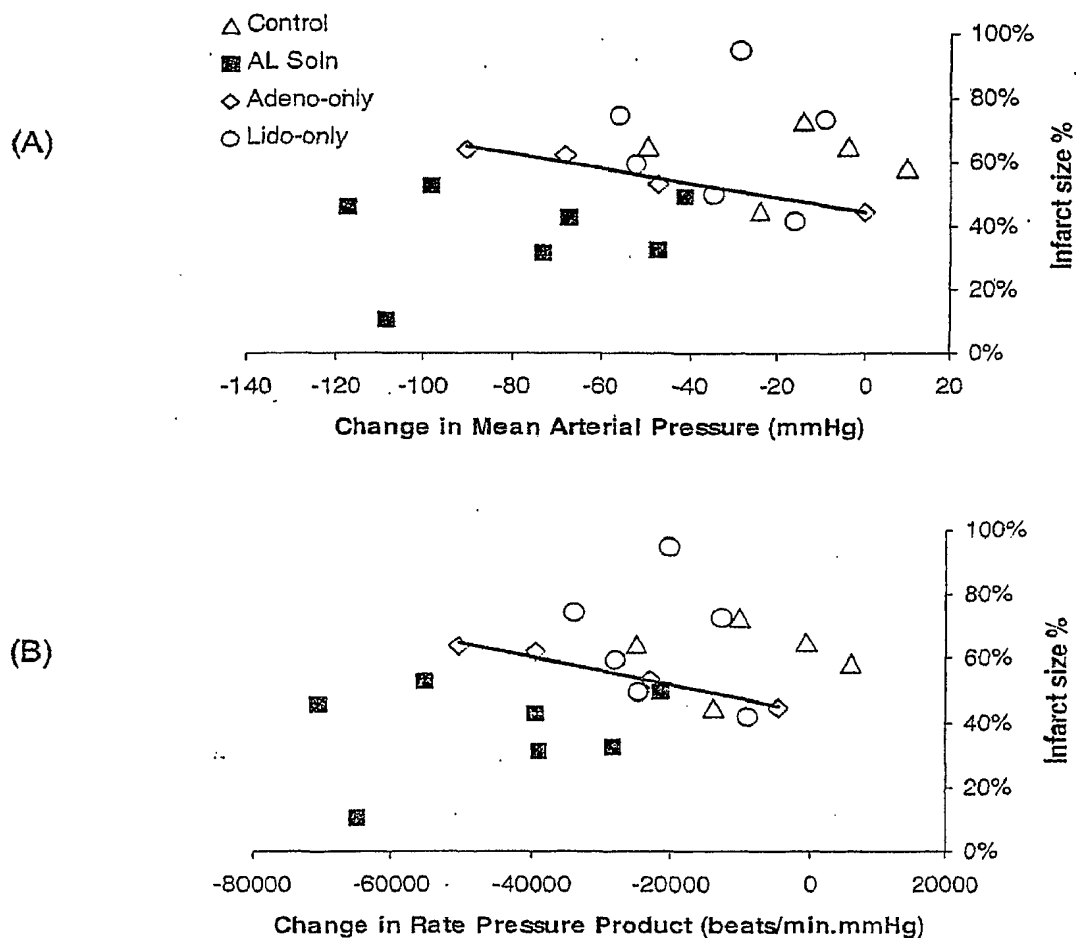 (A)
Control
AL Soln
Adeno-only
Lido-only
100%
80%
60%
40%
20%
0%
Infarct size %
-140 -120 -100 -80 -60 -40 -20 0 20
Change in Mean Arterial Pressure (mmHg)
(B)
100%
80%
60%
40%
20%
0%
Infarct size %
-80000 -60000 -40000 -20000 0 20000
Change in Rate Pressure Product (beats/min.mmHg)